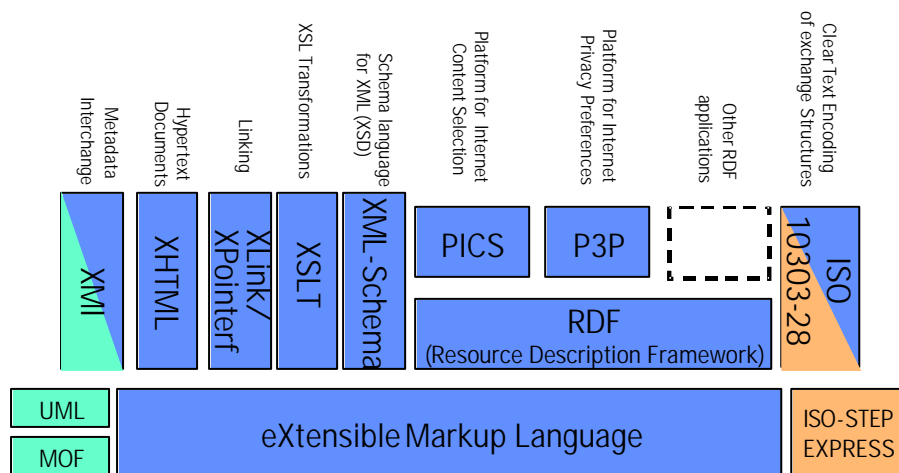 Metadata
Interchange
Hypertext
Documents
Linking
XSL Transformations
Schema language
for XML (XSD)
Platform for Internet
Content Selection
Platform for Internet
Privacy Preferences
Other RDF
applications
Clear Text Encoding
of exchange Structures
XMI
XHTML
XLink/
XPointerf
XSLT
XML-Schema
PICS
P3P
RDF
(Resource Description Framework)
ISO
10303-28
UML
MOF
eXtensible Markup Language
ISO-STEP
EXPRESS